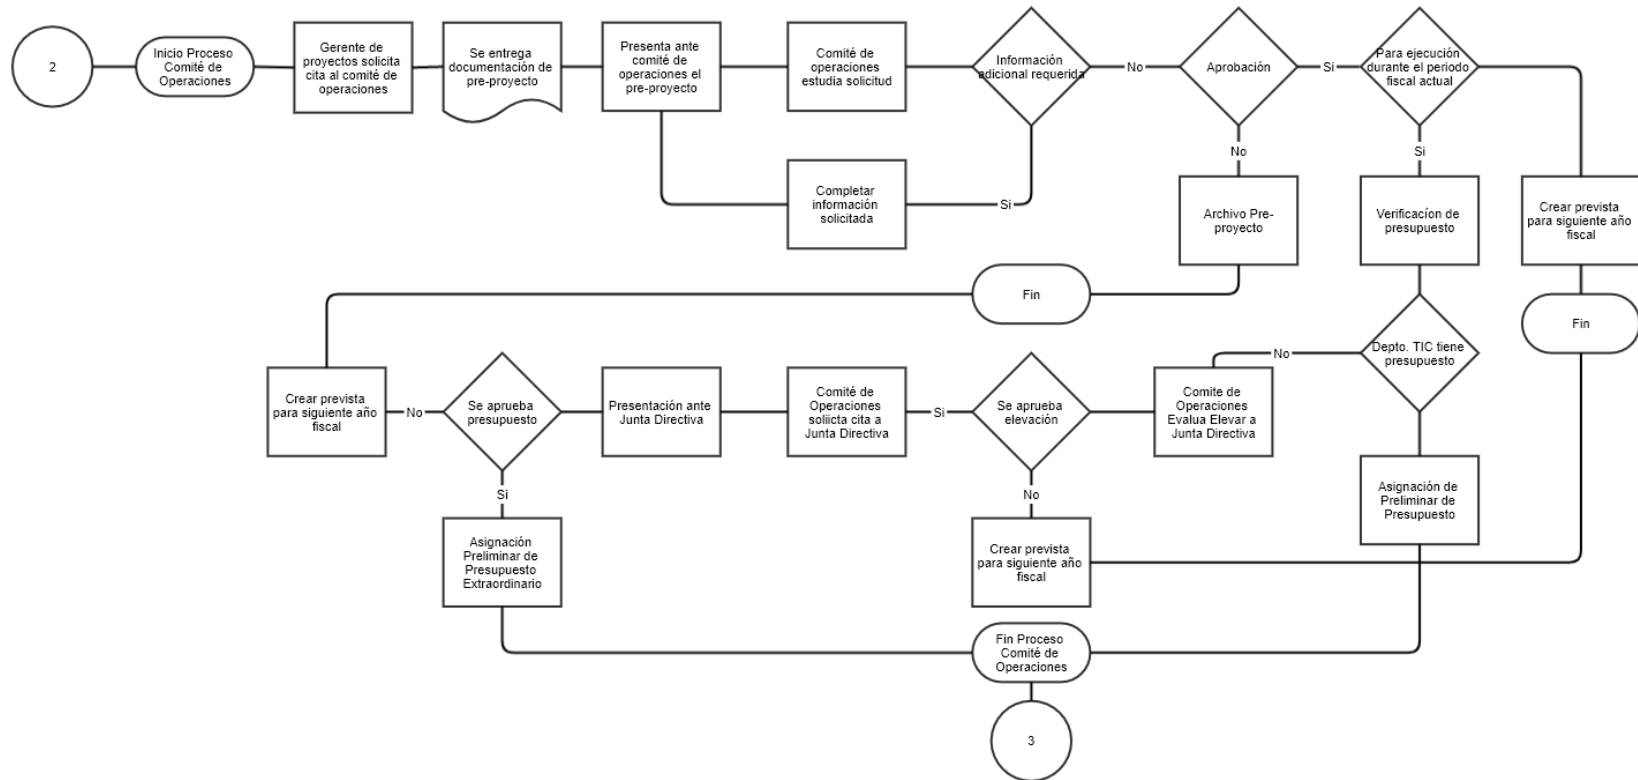 2
Inicio Proceso
Comité de
Operaciones
Gerente de
proyectos solicita
cita al comité de
operaciones
Se entrega
documentación de
pre-proyecto
Presenta ante
comité de
operaciones el
pre-proyecto
Comité de
operaciones
estudia solicitud
Información
adicional requerida
No
Aprobación
Si
Para ejecución
durante el periodo
fiscal actual
No
Si
Completar
información
solicitada
Si
Archivo Pre-
proyecto
Verificacíon de
presupuesto
Crear prevista
para siguiente año
fiscal
Fin
Fin
Depto. TIC tiene
presupuesto
No
Crear prevista
para siguiente año
fiscal
No
Se aprueba
presupuesto
Presentación ante
Junta Directiva
Comité de
Operaciones
soliicta cita a
Junta Directiva
Si
Se aprueba
elevación
Comite de
Operaciones
Evalua Elevar a
Junta Directiva
Si
No
Asignación de
Preliminar de
Presupuesto
Asignación
Preliminar de
Presupuesto
Extraordinario
Crear prevista
para siguiente año
fiscal
Fin Proceso
Comité de
Operaciones
3